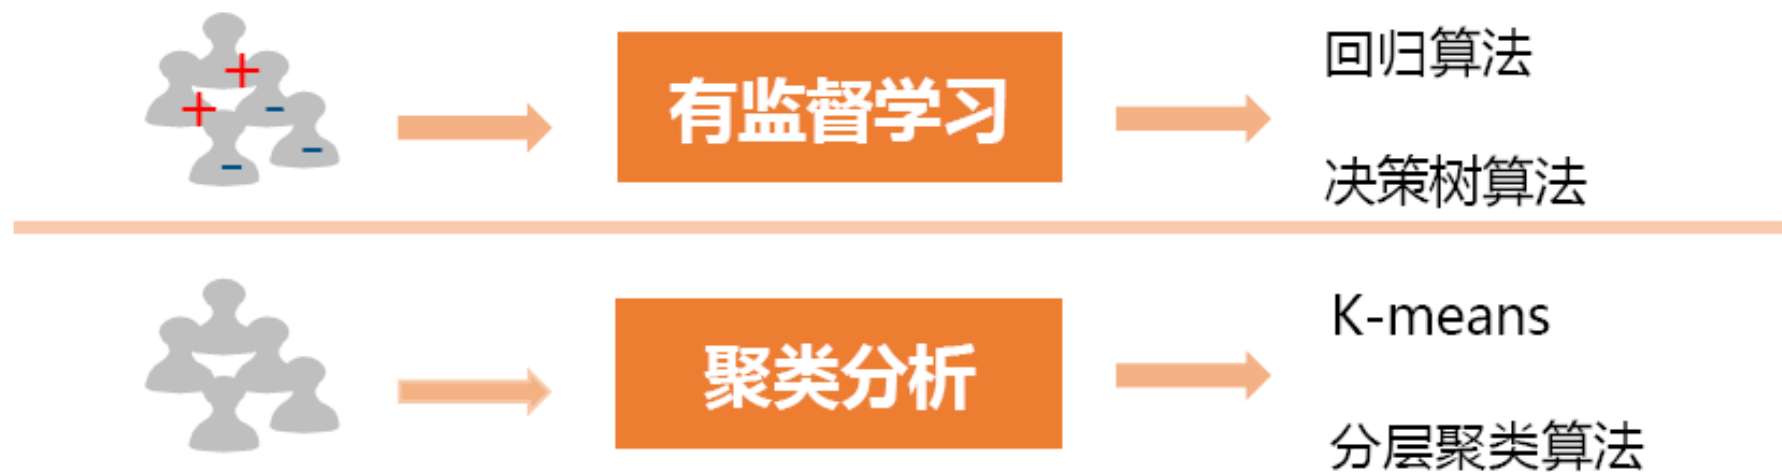 有监督学习
回归算法
决策树算法
聚类分析
K-means
分层聚类算法